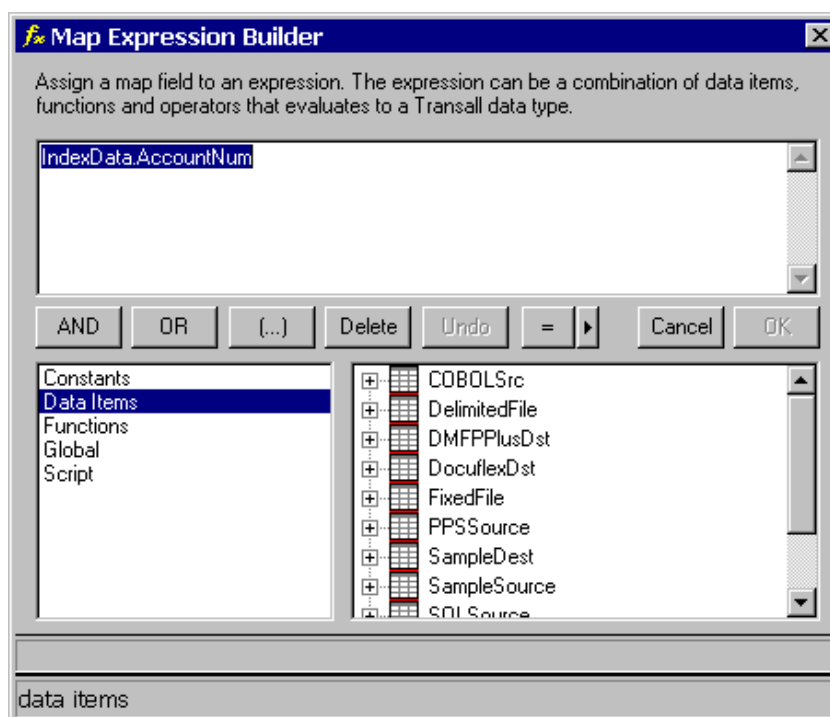 fx Map Expression Builder
Assign a map field to an expression. The expression can be a combination of data items,
functions and operators that evaluates to a Transall data type.
IndexData.AccountNum
AND OR (...) Delete Undo = Cancel OK
Constants
Data Items
Functions
Global
Script
COBOLSrc
DelimitedFile
DMFPPlusDst
DocuflexDst
FixedFile
PPSSource
SampleDest
SampleSource
SQLSource
data items